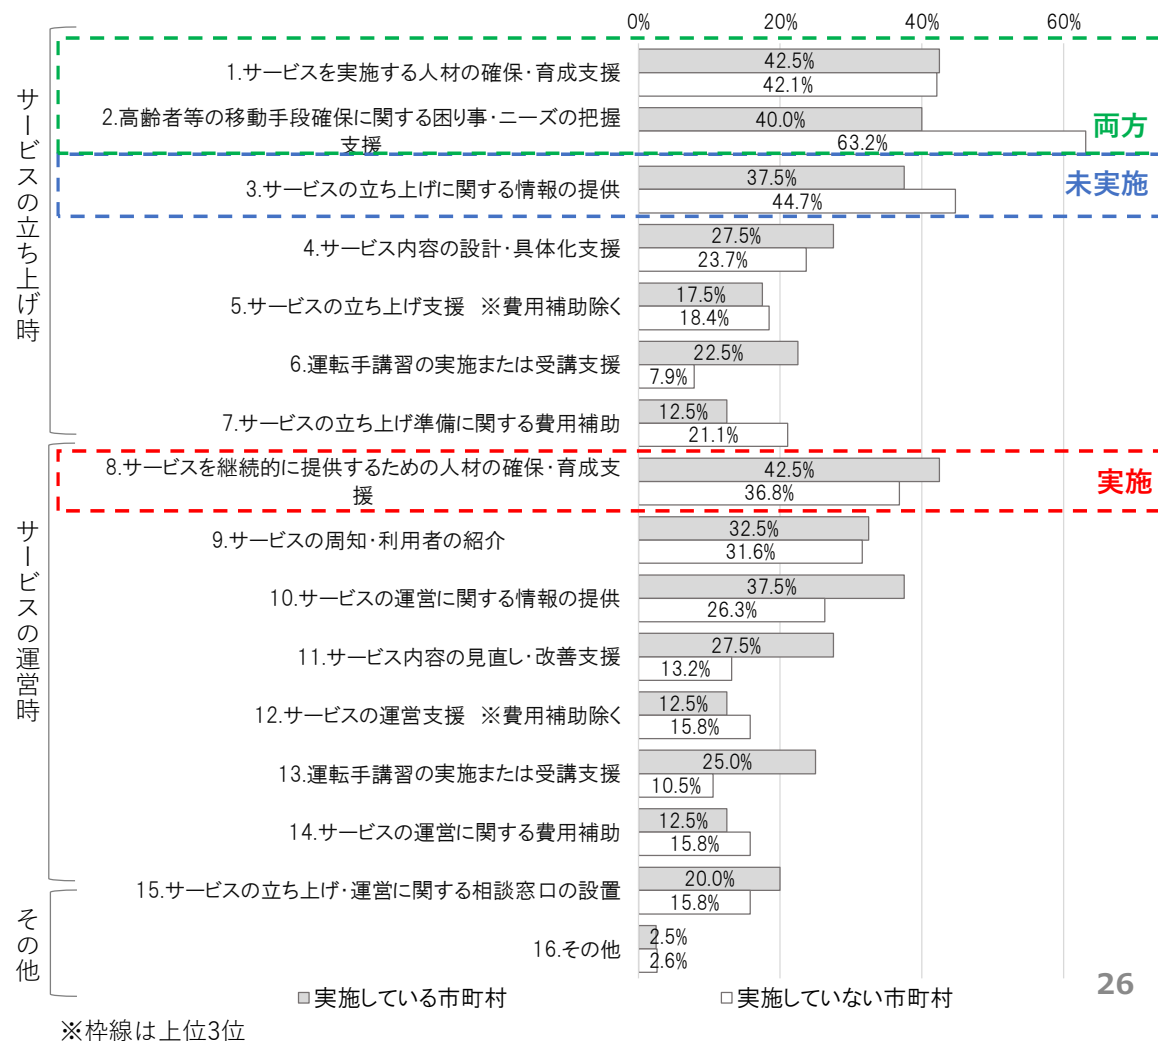 0%
20%
40%
60%
サービスの立ち上げ時
1.サービスを実施する人材の確保・育成支援
42.5%
42.1%
2.高齢者等の移動手段確保に関する困り事・ニーズの把握
支援
40.0%
63.2%
両方
3.サービスの立ち上げに関する情報の提供
37.5%
44.7%
未実施
4.サービス内容の設計・具体化支援
27.5%
23.7%
5.サービスの立ち上げ支援　※費用補助除く
17.5%
18.4%
6.運転手講習の実施または受講支援
22.5%
7.9%
7.サービスの立ち上げ準備に関する費用補助
12.5%
21.1%
サービスの運営時
8.サービスを継続的に提供するための人材の確保・育成支
援
42.5%
36.8%
実施
9.サービスの周知・利用者の紹介
32.5%
31.6%
10.サービスの運営に関する情報の提供
37.5%
26.3%
11.サービス内容の見直し・改善支援
27.5%
13.2%
12.サービスの運営支援　※費用補助除く
12.5%
15.8%
13.運転手講習の実施または受講支援
25.0%
10.5%
14.サービスの運営に関する費用補助
12.5%
15.8%
その他
15.サービスの立ち上げ・運営に関する相談窓口の設置
20.0%
15.8%
16.その他
2.5%
2.6%
実施している市町村
実施していない市町村
26
※枠線は上位3位